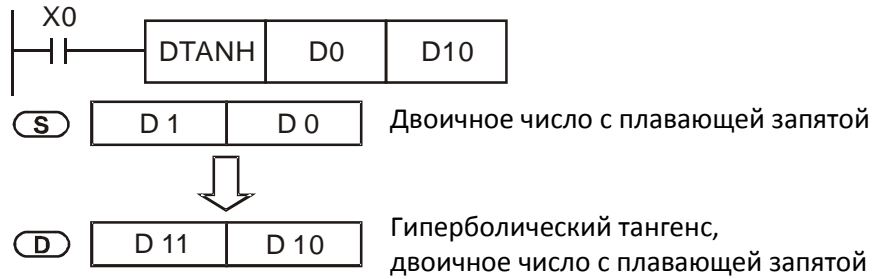 X0
DTANH D0 D10
S D 1 D 0 Двоичное число с плавающей запятой
D D 11 D 10 Гиперболический тангенс,
двоичное число с плавающей запятой